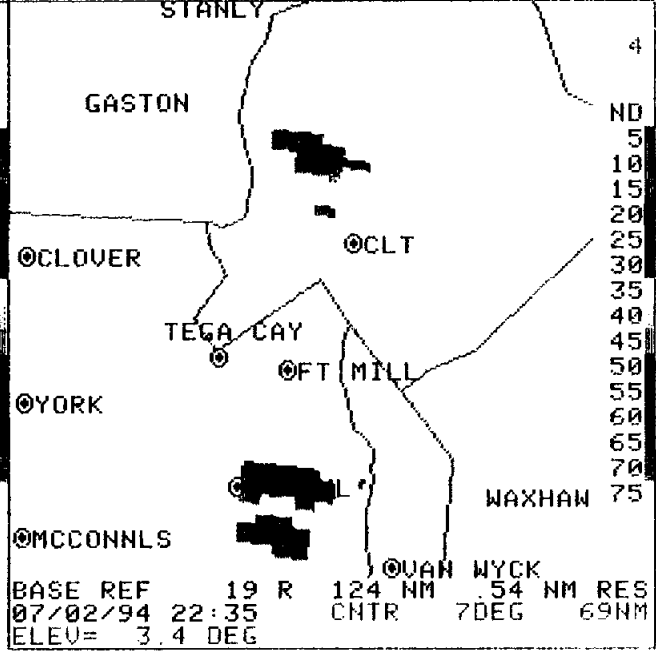 STANLY
4
GASTON
ND
5
10
15
20
CLT
25
CLOVER
30
35
40
TEGA CAY
45
FT MILL
50
55
YORK
60
65
70
L
75
WAXHAW
MCCONNLS
VAN WYCK
BASE REF 19 R 124 NM .54 NM RES
07/02/94 22:35 CNTR 7DEG 69NM
ELEV= 3.4 DEG